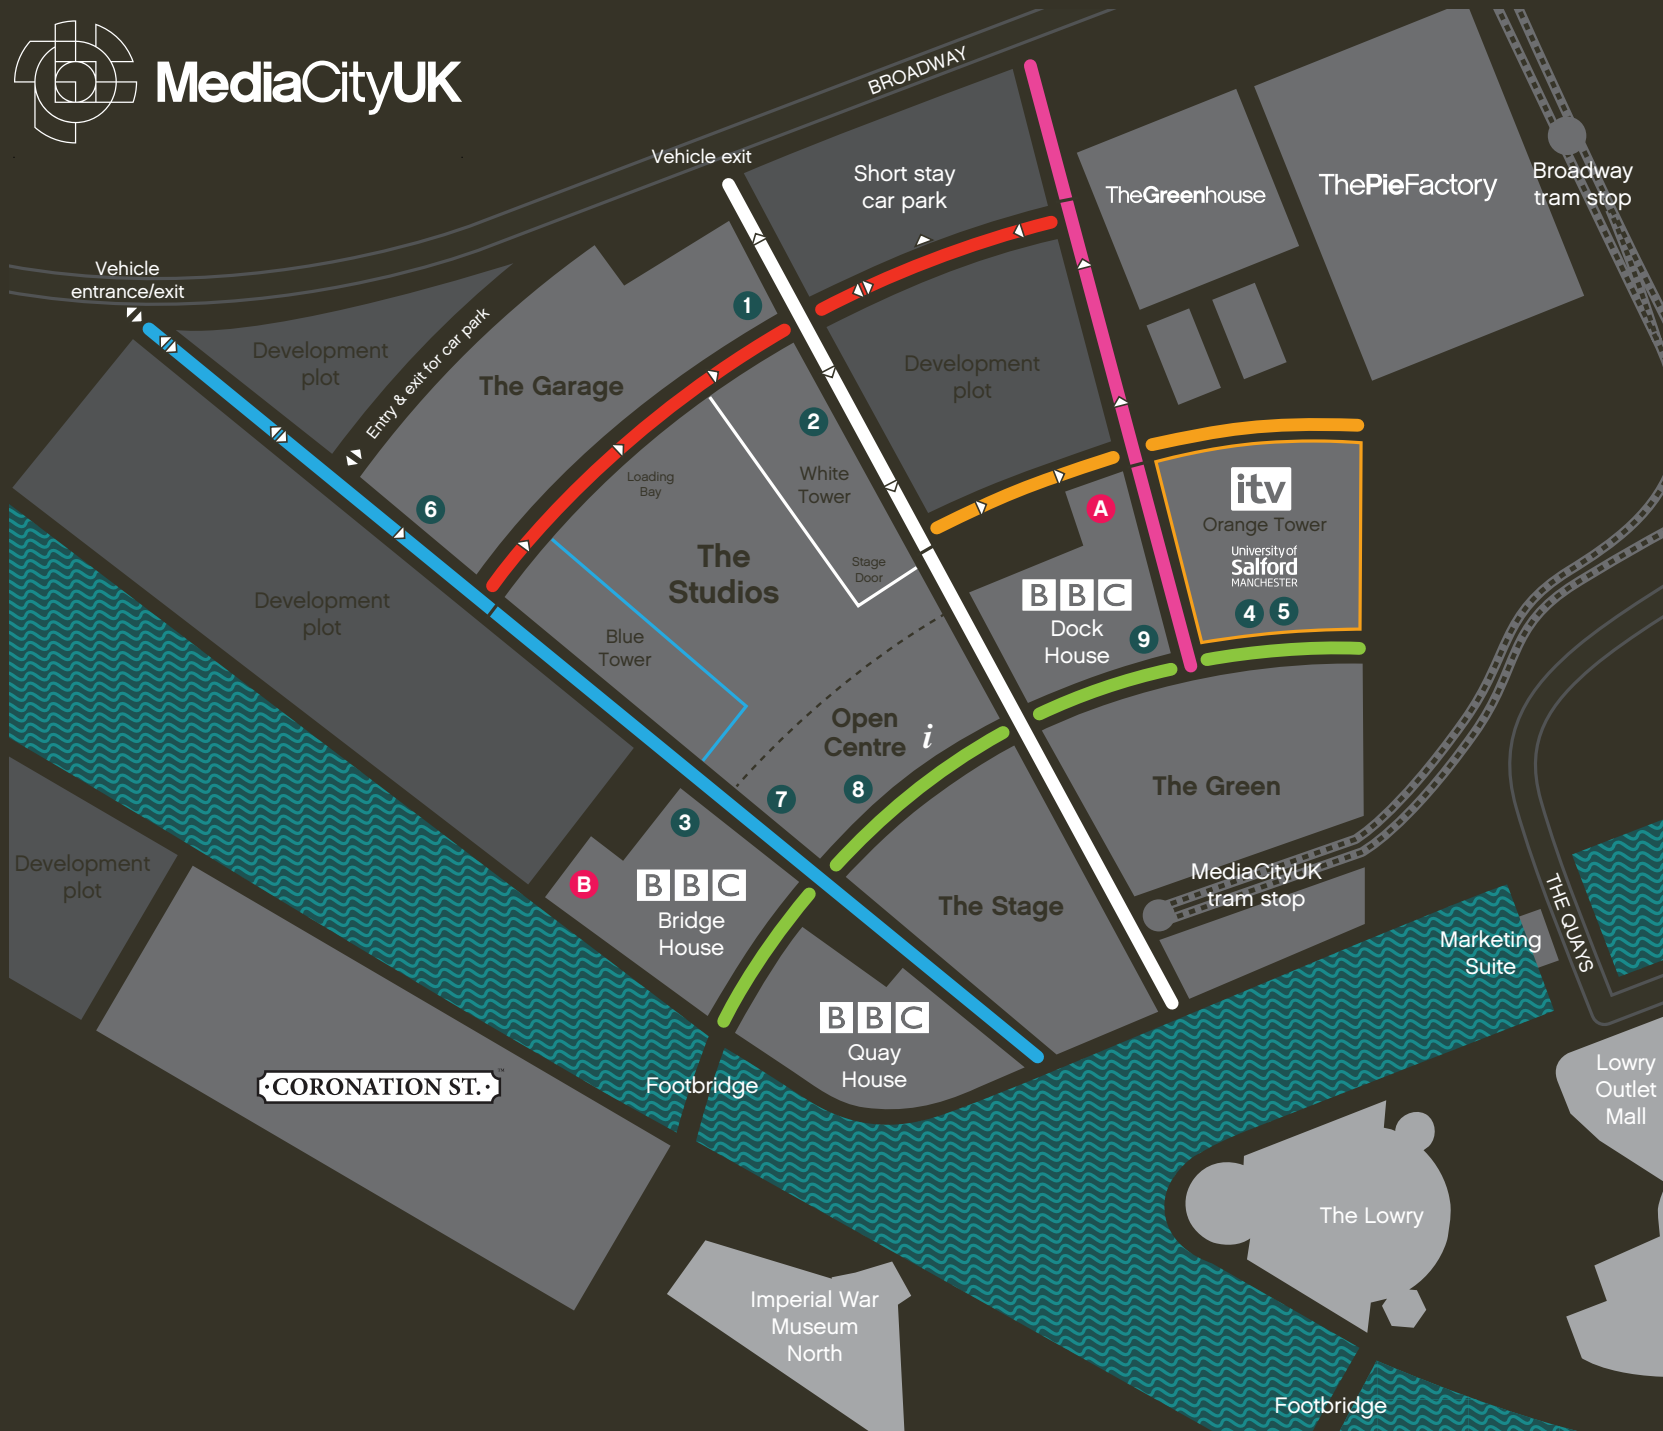 MediaCityUK
BROADWAY
Vehicle exit
Short stay
car park
TheGreenhouse
ThePieFactory
Broadway
tram stop
Vehicle
entrance/exit
Development
plot
Entry & exit for car park
The Garage
1
Development
plot
2
White
Tower
Loading
Bay
6
itv
Orange Tower
University of
Salford
MANCHESTER
4 5
A
The
Studios
Stage
Door
BBC
Dock
House
9
Development
plot
Blue
Tower
Open
Centre
i
The Green
7
8
3
B
BBC
Bridge
House
The Stage
MediaCityUK
tram stop
Development
plot
THE QUAYS
Marketing
Suite
BBC
Quay
House
Footbridge
·CORONATION ST.·™
Lowry
Outlet
Mall
The Lowry
Imperial War
Museum
North
Footbridge